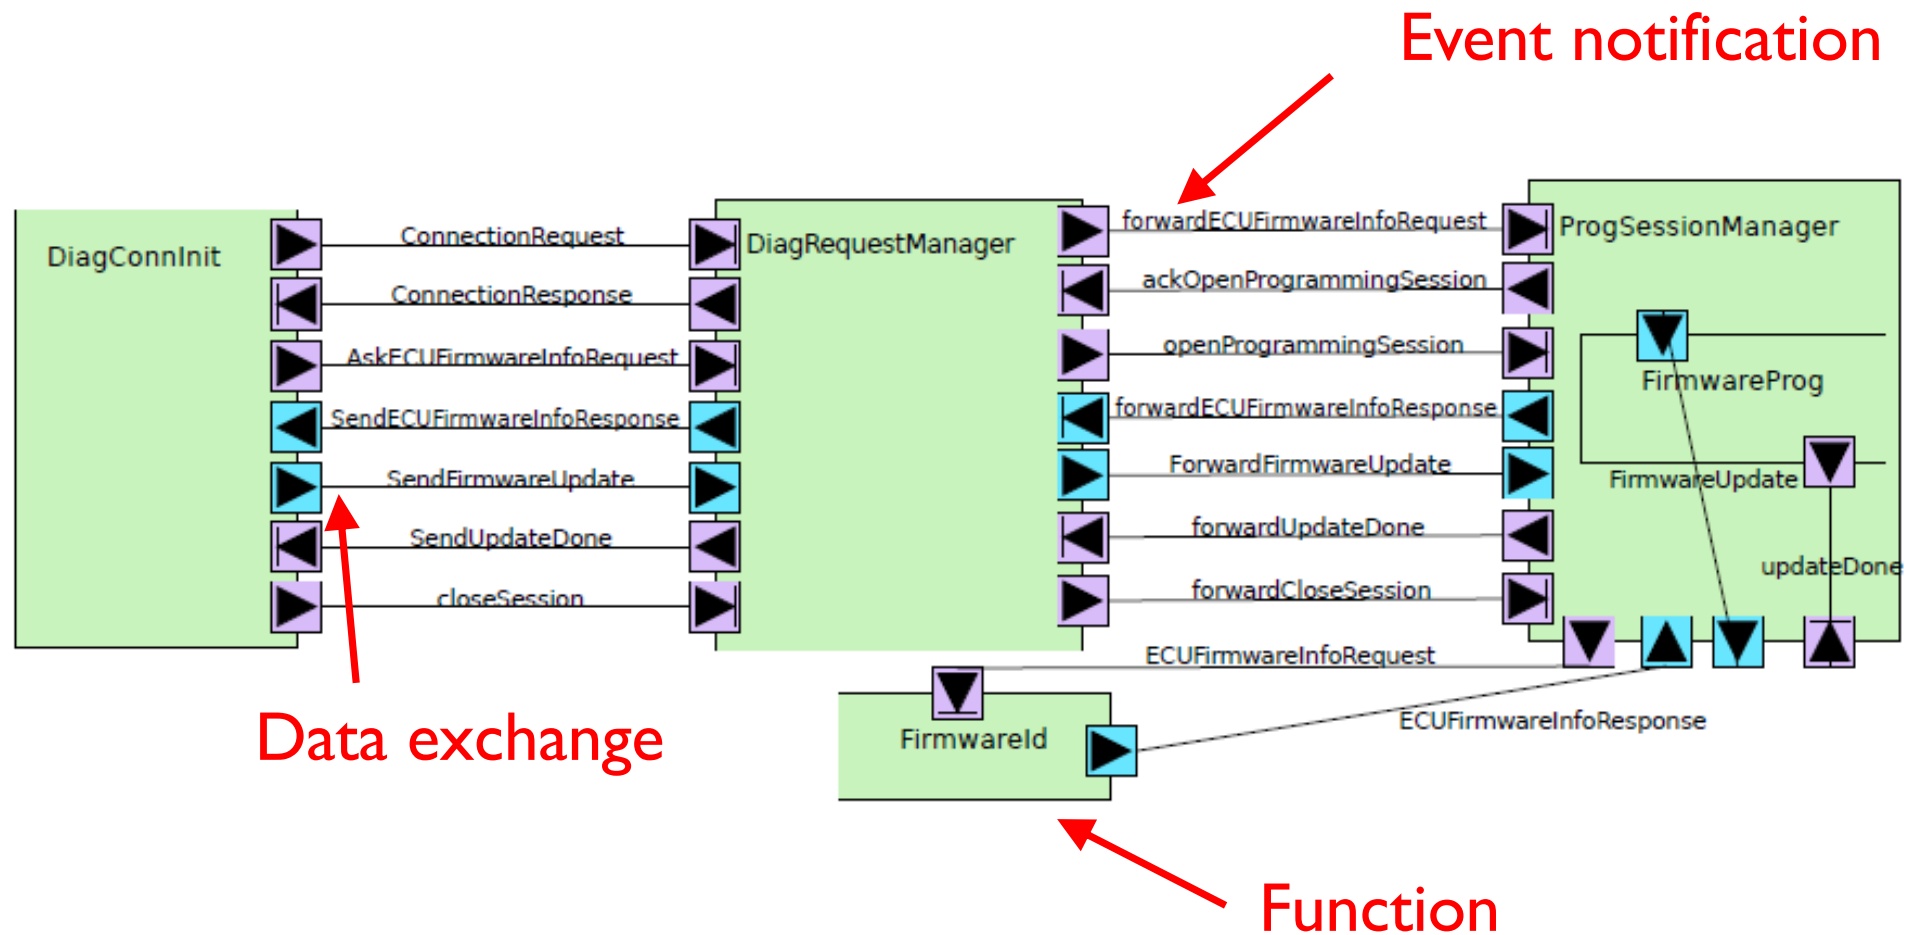 Event notification
DiagConnInit
ConnectionRequest
ConnectionResponse
AskECUFirmwareInfoRequest
SendECUFirmwareInfoResponse
SendFirmwareUpdate
SendUpdateDone
closeSession
DiagRequestManager
forwardECUFirmwareInfoRequest
ackOpenProgrammingSession
openProgrammingSession
forwardECUFirmwareInfoResponse
ForwardFirmwareUpdate
forwardUpdateDone
forwardCloseSession
ProgSessionManager
FirmwareProg
FirmwareUpdate
updateDone
ECUFirmwareInfoRequest
ECUFirmwareInfoResponse
FirmwareId
Data exchange
Function